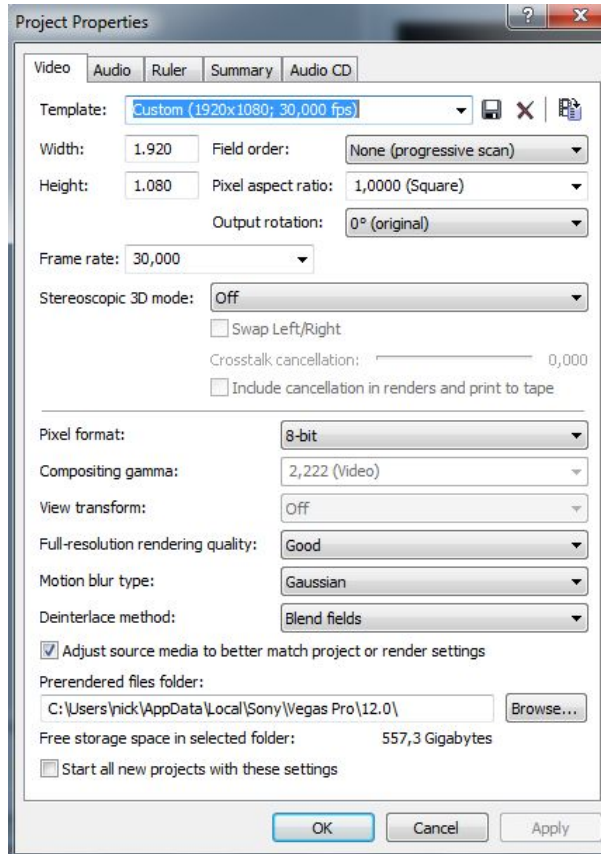 Project Properties
Video Audio Ruler Summary Audio CD
Template: Custom (1920x1080; 30,000 fps)
Width: 1.920 Field order: None (progressive scan)
Height: 1.080 Pixel aspect ratio: 1,0000 (Square)
Output rotation: 0° (original)
Frame rate: 30,000
Stereoscopic 3D mode: Off
Swap Left/Right
Crosstalk cancellation: 0,000
Include cancellation in renders and print to tape
Pixel format: 8-bit
Compositing gamma: 2,222 (Video)
View transform: Off
Full-resolution rendering quality: Good
Motion blur type: Gaussian
Deinterlace method: Blend fields
Adjust source media to better match project or render settings
Prerendered files folder:
C:\Users\nick\AppData\Local\Sony\Vegas Pro\12.0\ Browse...
Free storage space in selected folder: 557,3 Gigabytes
Start all new projects with these settings
OK Cancel Apply